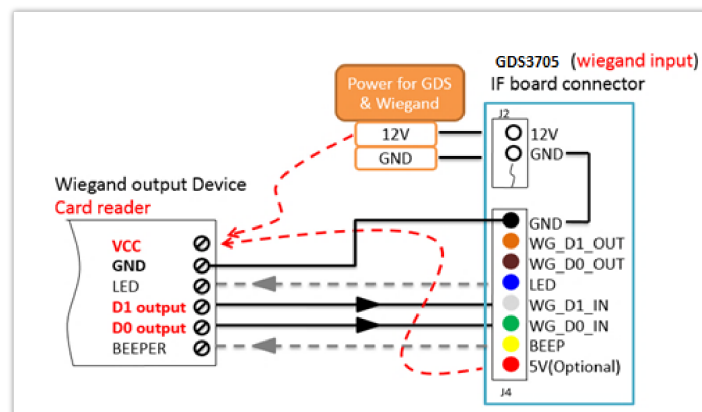 GDS3705 (wiegand input)
IF board connector
Power for GDS
& Wiegand
12V
GND
J2
12V
GND
Wiegand output Device
Card reader
VCC
GND
LED
D1 output
D0 output
BEEPER
GND
WG_D1_OUT
WG_D0_OUT
LED
WG_D1_IN
WG_D0_IN
BEEP
5V(Optional)
J4